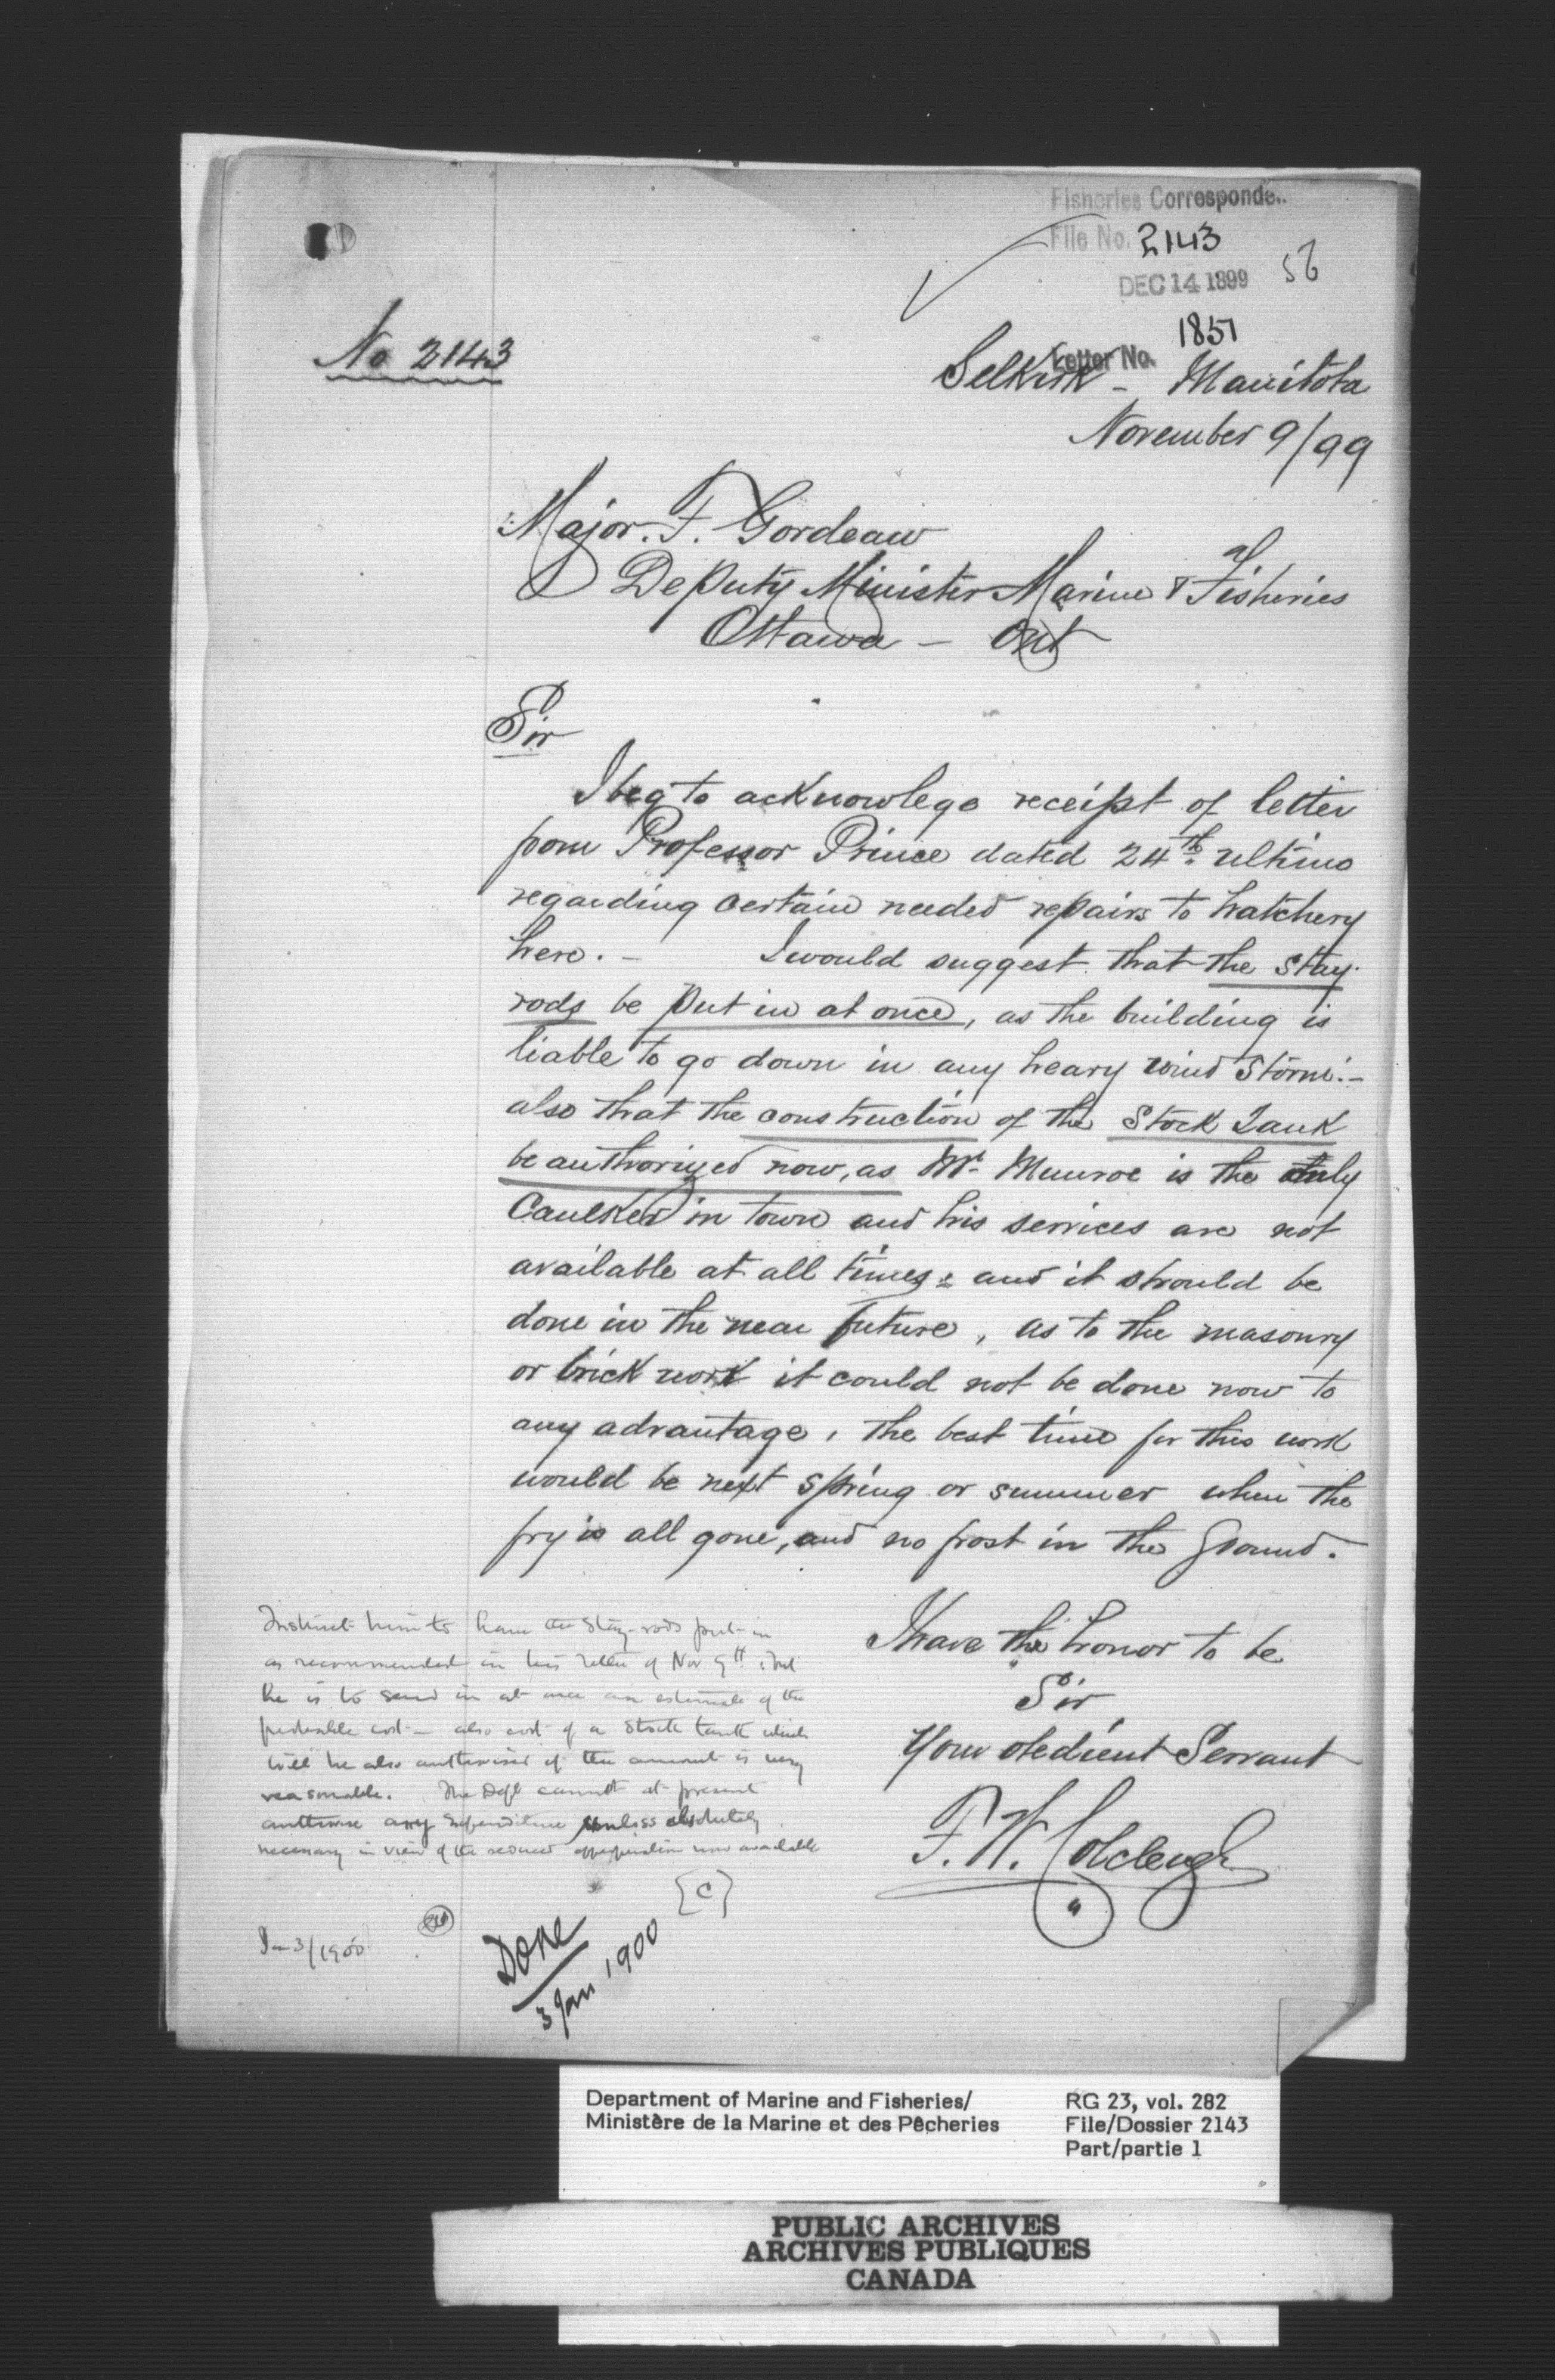 Fisheries Corresponden..
File No. 2143
DEC 14 1899 56
1851
Letter No.
No 2143
Selkirk - Manitoba
November 9/99
Major. F. Gordeau
Deputy Minister Marine & Fisheries
Ottawa - Ont
Sir
I beg to acknowlege receipt of letter
from Professor Prince dated 24th ultimo
regarding certain needed repairs to hatchery
here. - I would suggest that the stay
rods be put in at once, as the building is
liable to go down in any heavy wind storm. -
also that the construction of the Stock Tank
be authorized now, as Mr. Munroe is the only
Caulker in town and his services are not
available at all times; and it should be
done in the near future, as to the masonry
or brick work it could not be done now to
any advantage, the best time for this work
would be next spring or summer when the
fry is all gone, and no frost in the ground.
I have the honor to be
Sir
Your obedient Servant
F. W. Colcleugh
Instruct him to have the stay-rods put in
as recommended in his letter of Nov 9th, but
he is to send in at once an estimate of the
probable cost - also cost of a stock tank which
will be also authorised if the amount is very
reasonable. The Dept cannot at present
authorise any expenditure unless absolutely
necessary in view of the reduced appropriation now available
[C]
Jan 3/1900
Done
3 Jan 1900
Department of Marine and Fisheries/
Ministère de la Marine et des Pêcheries
RG 23, vol. 282
File/Dossier 2143
Part/partie 1
PUBLIC ARCHIVES
ARCHIVES PUBLIQUES
CANADA